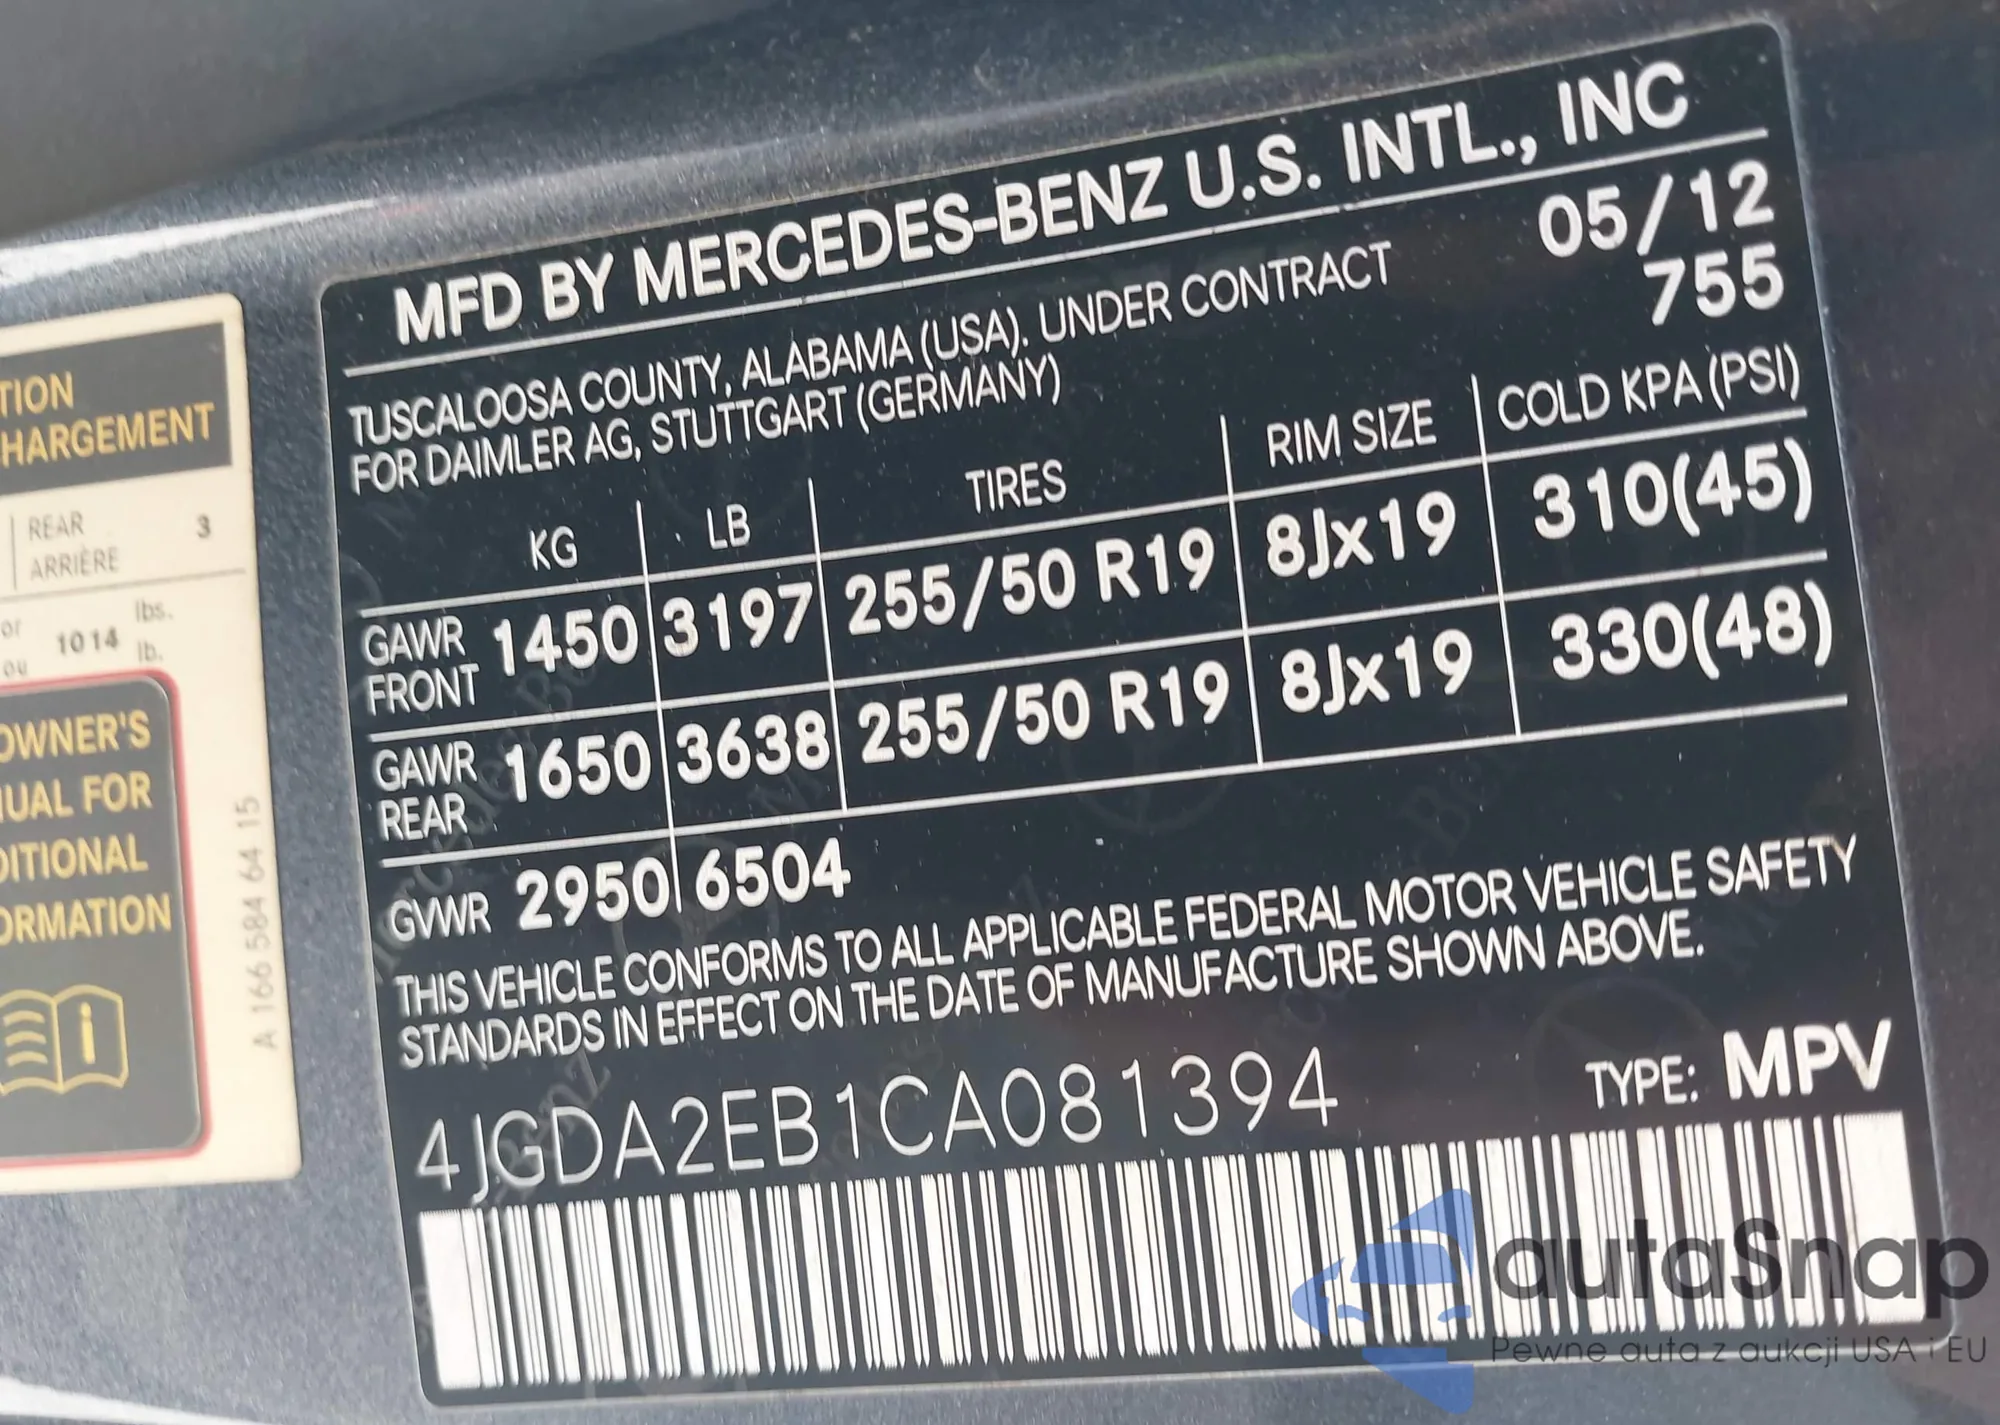 TION
HARGEMENT
REAR 3
ARRIÈRE
or 1014 lbs.
ou lb.
OWNER'S
UAL FOR
DITIONAL
ORMATION
i
A 166 584 64 15
MFD BY MERCEDES-BENZ U.S. INTL., INC
TUSCALOOSA COUNTY, ALABAMA (USA). UNDER CONTRACT 05/12
FOR DAIMLER AG, STUTTGART (GERMANY) 755
KG LB TIRES RIM SIZE COLD KPA (PSI)
GAWR FRONT 1450 3197 255/50 R19 8Jx19 310(45)
GAWR REAR 1650 3638 255/50 R19 8Jx19 330(48)
GVWR 2950 6504
THIS VEHICLE CONFORMS TO ALL APPLICABLE FEDERAL MOTOR VEHICLE SAFETY
STANDARDS IN EFFECT ON THE DATE OF MANUFACTURE SHOWN ABOVE.
4JGDA2EB1CA081394 TYPE: MPV
autaSnap
Pewne auta z aukcji USA i EU